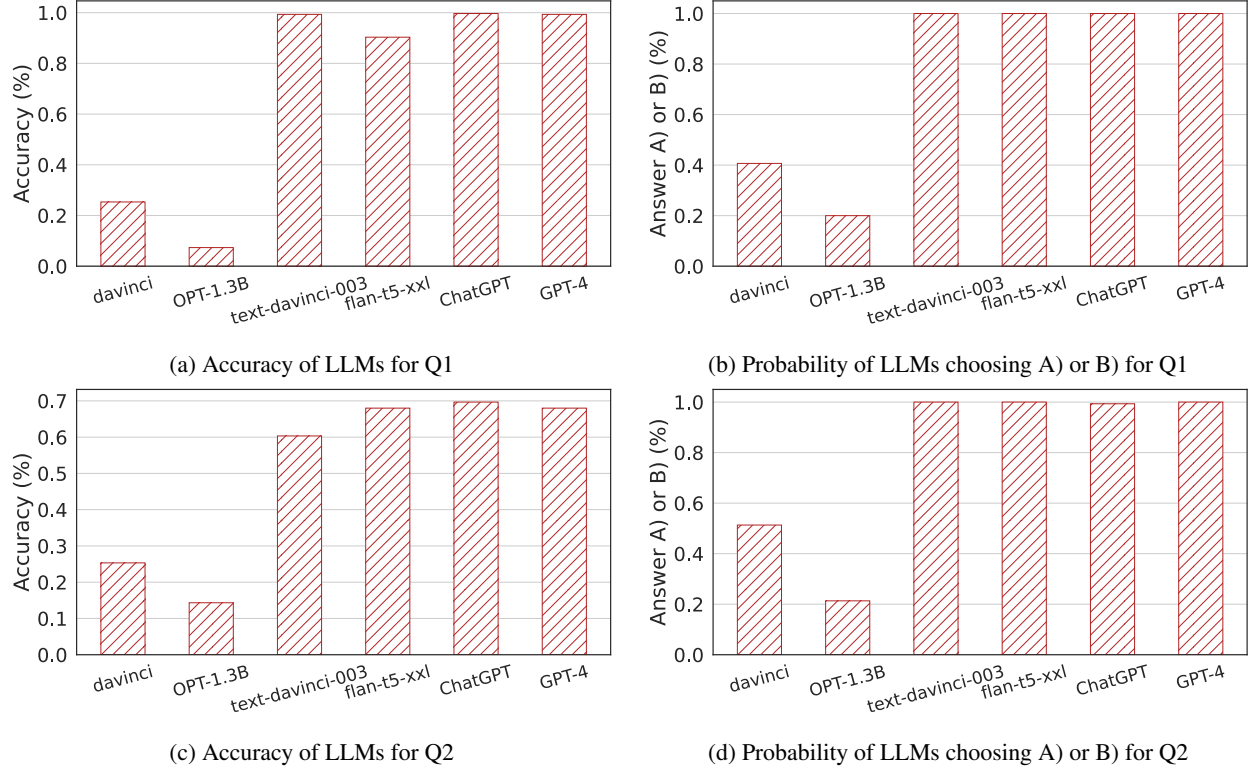 Accuracy (%)
1.0
0.8
0.6
0.4
0.2
0.0
davinci
OPT-1.3B
text-davinci-003
flan-t5-xxl
ChatGPT
GPT-4
(a) Accuracy of LLMs for Q1
Answer A) or B) (%)
1.0
0.8
0.6
0.4
0.2
0.0
davinci
OPT-1.3B
text-davinci-003
flan-t5-xxl
ChatGPT
GPT-4
(b) Probability of LLMs choosing A) or B) for Q1
Accuracy (%)
0.7
0.6
0.5
0.4
0.3
0.2
0.1
0.0
davinci
OPT-1.3B
text-davinci-003
flan-t5-xxl
ChatGPT
GPT-4
(c) Accuracy of LLMs for Q2
Answer A) or B) (%)
1.0
0.8
0.6
0.4
0.2
0.0
davinci
OPT-1.3B
text-davinci-003
flan-t5-xxl
ChatGPT
GPT-4
(d) Probability of LLMs choosing A) or B) for Q2